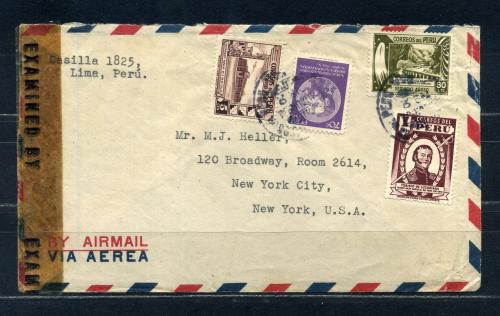 EXAMINED BY
EXAM
Casilla 1825,
Lima, Perú.
Mr. M.J. Heller,
120 Broadway, Room 2614,
New York City,
New York, U.S.A.
BY AIRMAIL
VIA AEREA
CORREOS DEL PERU
30
CORREOS DEL
PERU